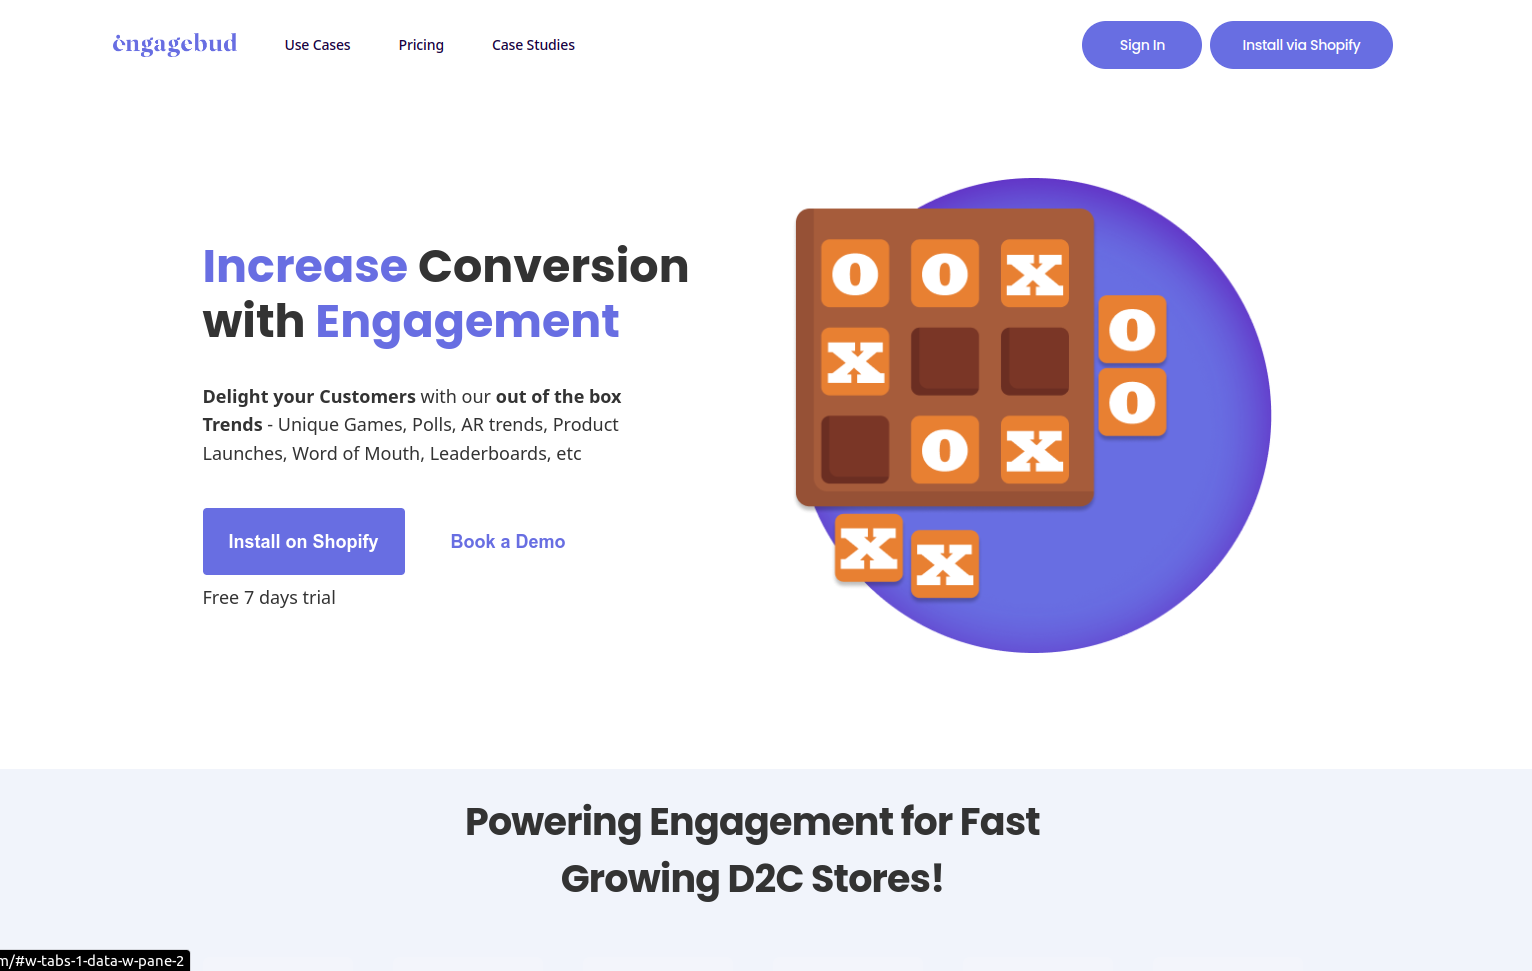 engagebud
Use Cases
Pricing
Case Studies
Sign In
Install via Shopify
Increase Conversion
with Engagement
Delight your Customers with our out of the box
Trends - Unique Games, Polls, AR trends, Product
Launches, Word of Mouth, Leaderboards, etc
Install on Shopify
Book a Demo
Free 7 days trial
O O X
X
O X
O
O
X X
Powering Engagement for Fast
Growing D2C Stores!
m/#w-tabs-1-data-w-pane-2